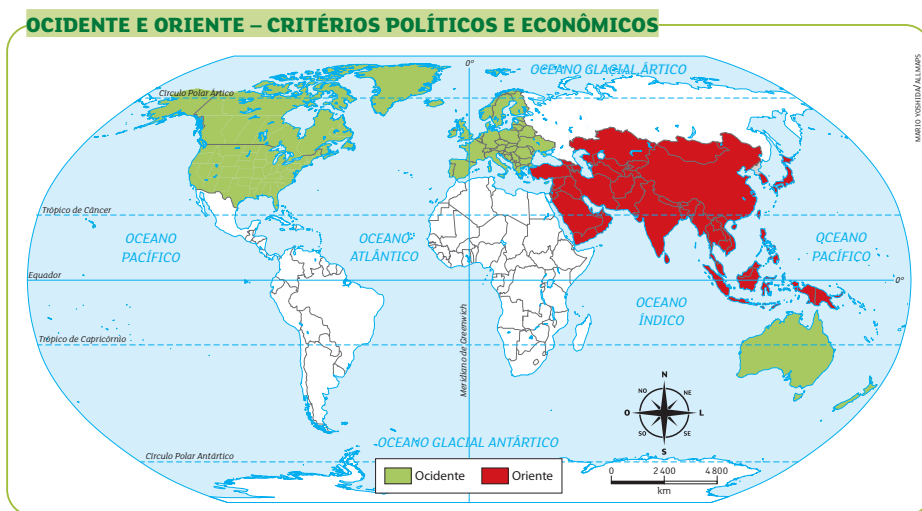 OCIDENTE E ORIENTE – CRITÉRIOS POLÍTICOS E ECONÔMICOS
0°
OCEANO GLACIAL ÁRTICO
MARIO YOSHIDA/ALLMAPS
Círculo Polar Ártico
Trópico de Câncer
OCEANO
PACÍFICO
OCEANO
ATLÂNTICO
OCEANO
PACÍFICO
Equador
0°
OCEANO
ÍNDICO
Meridiano de Greenwich
Trópico de Capricórnio
N
NO
NE
O
L
SO
SE
S
OCEANO GLACIAL ANTÁRTICO
Círculo Polar Antártico
Ocidente
Oriente
0
2400
4 800
km